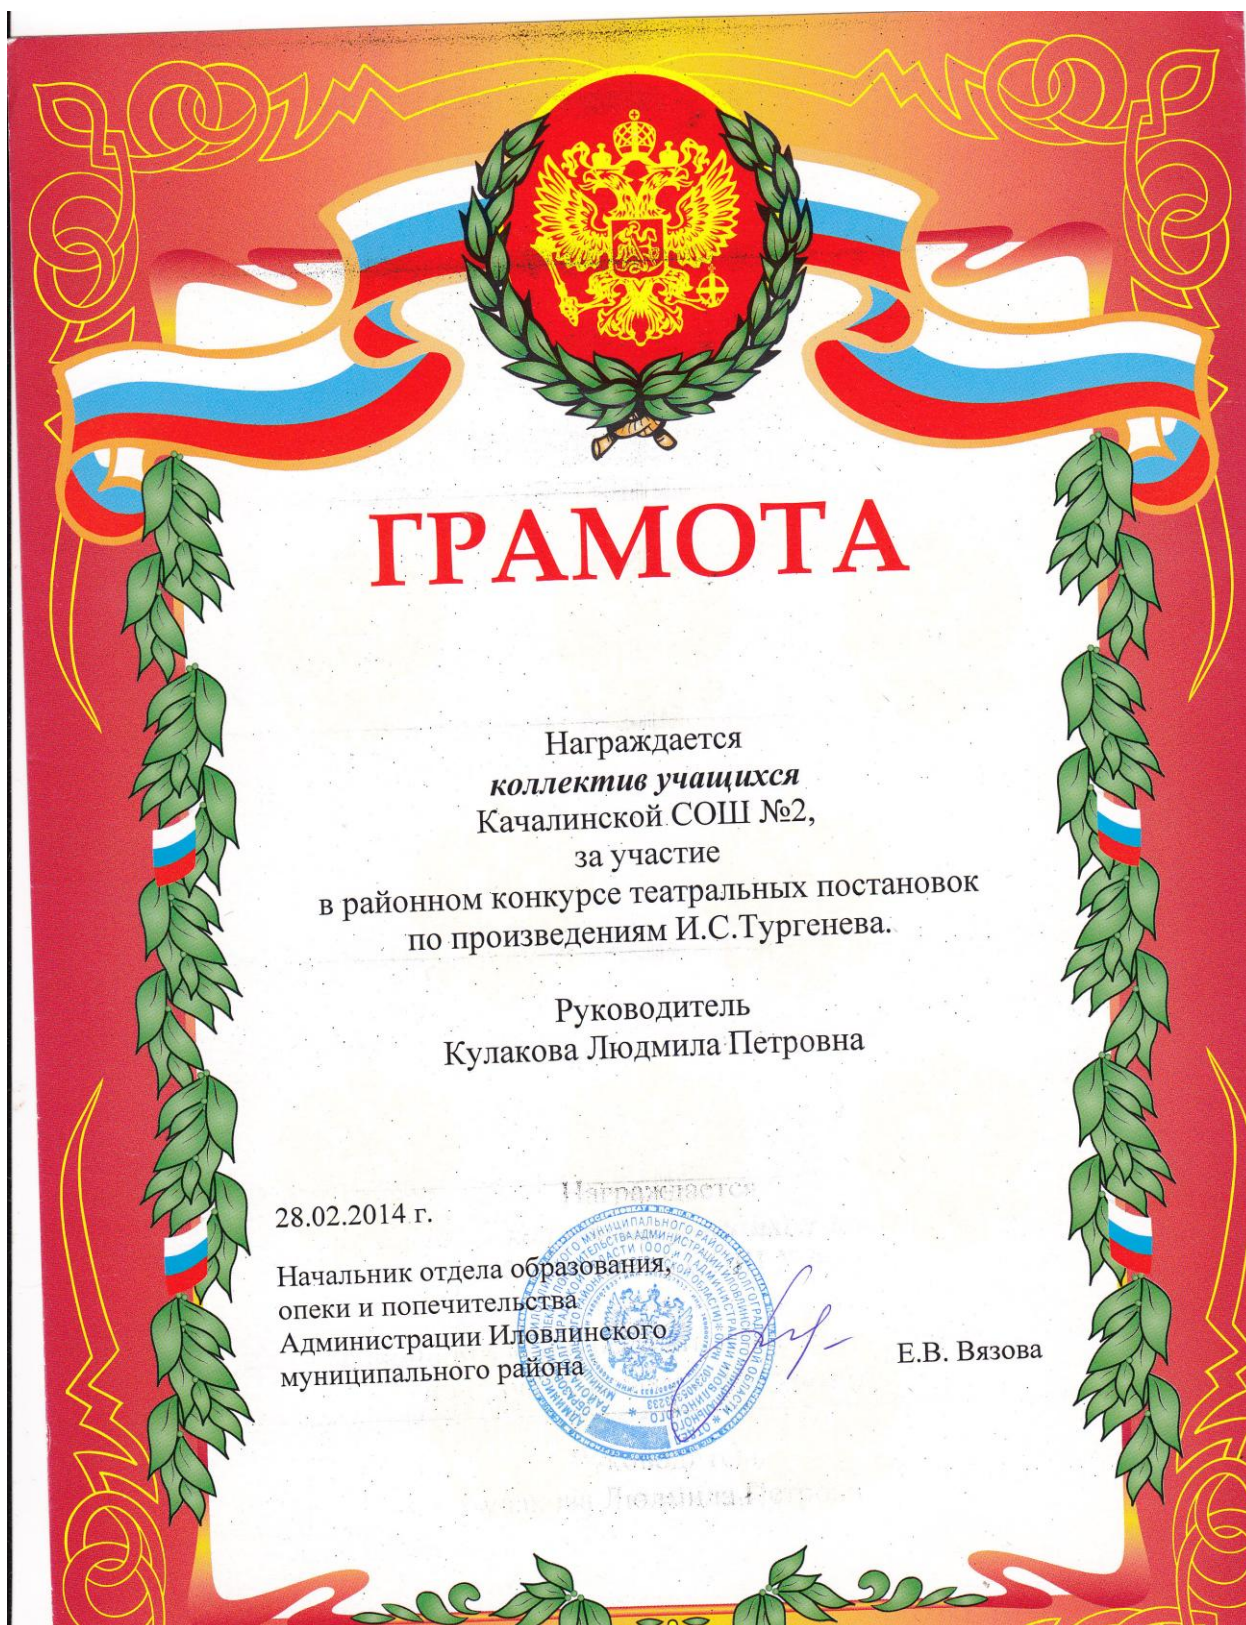 ГРАМОТА
Награждается
коллектив учащихся
Качалинской СОШ №2,
за участие
в районном конкурсе театральных постановок
по произведениям И.С.Тургенева.
Руководитель
Кулакова Людмила Петровна
28.02.2014 г.
Начальник отдела образования,
опеки и попечительства
Администрации Иловлинского
муниципального района
Е.В. Вязова